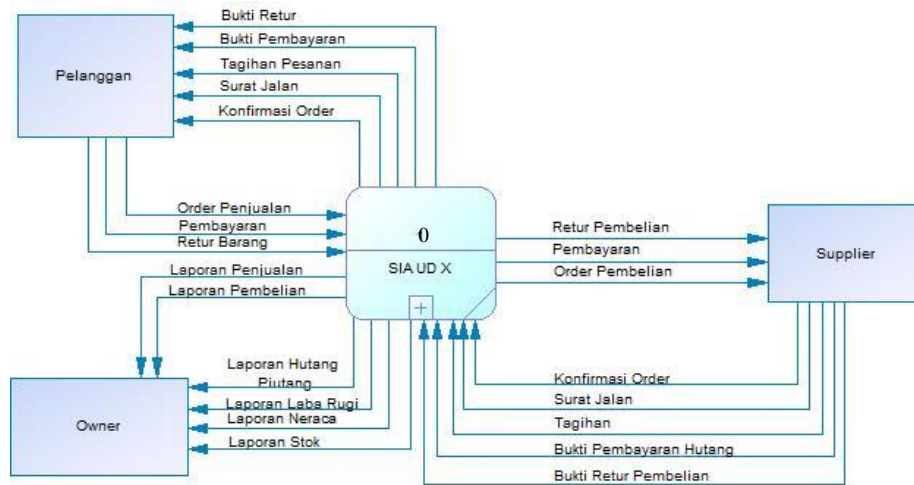 Bukti Retur
Bukti Pembayaran
Tagihan Pesanan
Surat Jalan
Konfirmasi Order
Pelanggan
Order Penjualan
Pembayaran
Retur Barang
0
SIA UD X
Retur Pembelian
Pembayaran
Order Pembelian
Supplier
Laporan Penjualan
Laporan Pembelian
Laporan Hutang
Piutang
Laporan Laba Rugi
Laporan Neraca
Laporan Stok
Owner
Konfirmasi Order
Surat Jalan
Tagihan
Bukti Pembayaran Hutang
Bukti Retur Pembelian